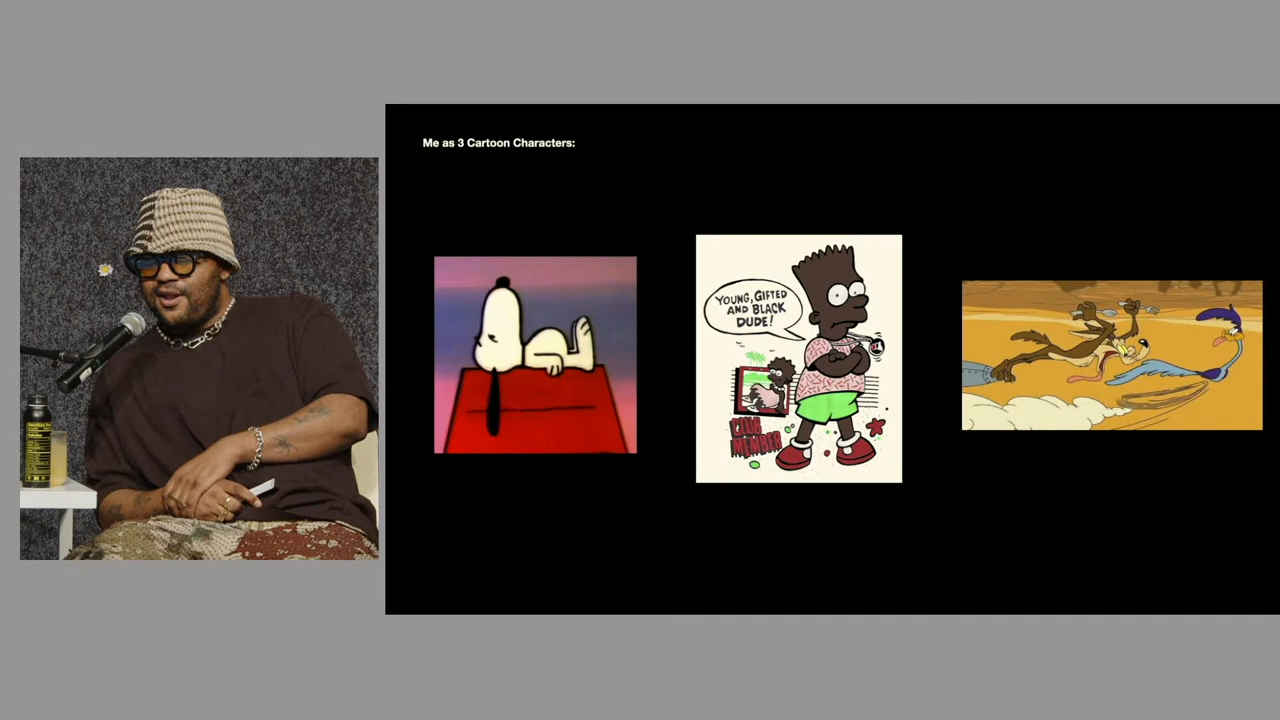 Me as 3 Cartoon Characters:
YOUNG, GIFTED
AND BLACK
DUDE!
CLUB
MEMBER